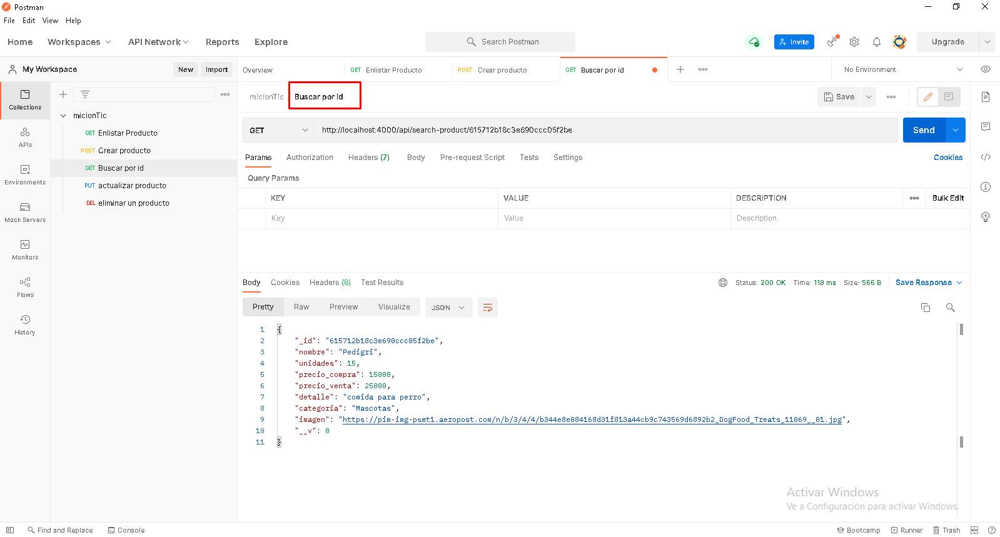 Postman
File Edit View Help
Home Workspaces API Network Reports Explore
Search Postman
Invite
Upgrade
My Workspace New Import
Overview GET Enlistar Producto POST Crear producto GET Buscar por id
No Environment
Collections
APIs
Environments
Mock Servers
Monitors
Flows
History
micionTic
GET Enlistar Producto
POST Crear producto
GET Buscar por id
PUT actualizar producto
DEL eliminar un producto
micionTic / Buscar por id
Save
GET http://localhost:4000/api/search-product/615712b18c3e690ccc05f2be
Send
Params Authorization Headers (7) Body Pre-request Script Tests Settings
Cookies
Query Params
KEY VALUE DESCRIPTION
Bulk Edit
Key Value Description
Body Cookies Headers (8) Test Results
Status: 200 OK Time: 118 ms Size: 566 B Save Response
Pretty Raw Preview Visualize JSON
1 {
2 "_id": "615712b18c3e690ccc05f2be",
3 "nombre": "Pedigri",
4 "unidades": 15,
5 "precio_compra": 15000,
6 "precio_venta": 25000,
7 "detalle": "comida para perro",
8 "categoria": "Mascotas",
9 "imagen": "https://pim-img-psmt1.aeropost.com/n/b/3/4/4/b344e8e084168d31f813a44cb9c743569d6892b2_DogFood_Treats_11069__01.jpg",
10 "__v": 0
11 }
Activar Windows
Ve a Configuración para activar Windows.
Find and Replace Console
Bootcamp Runner Trash